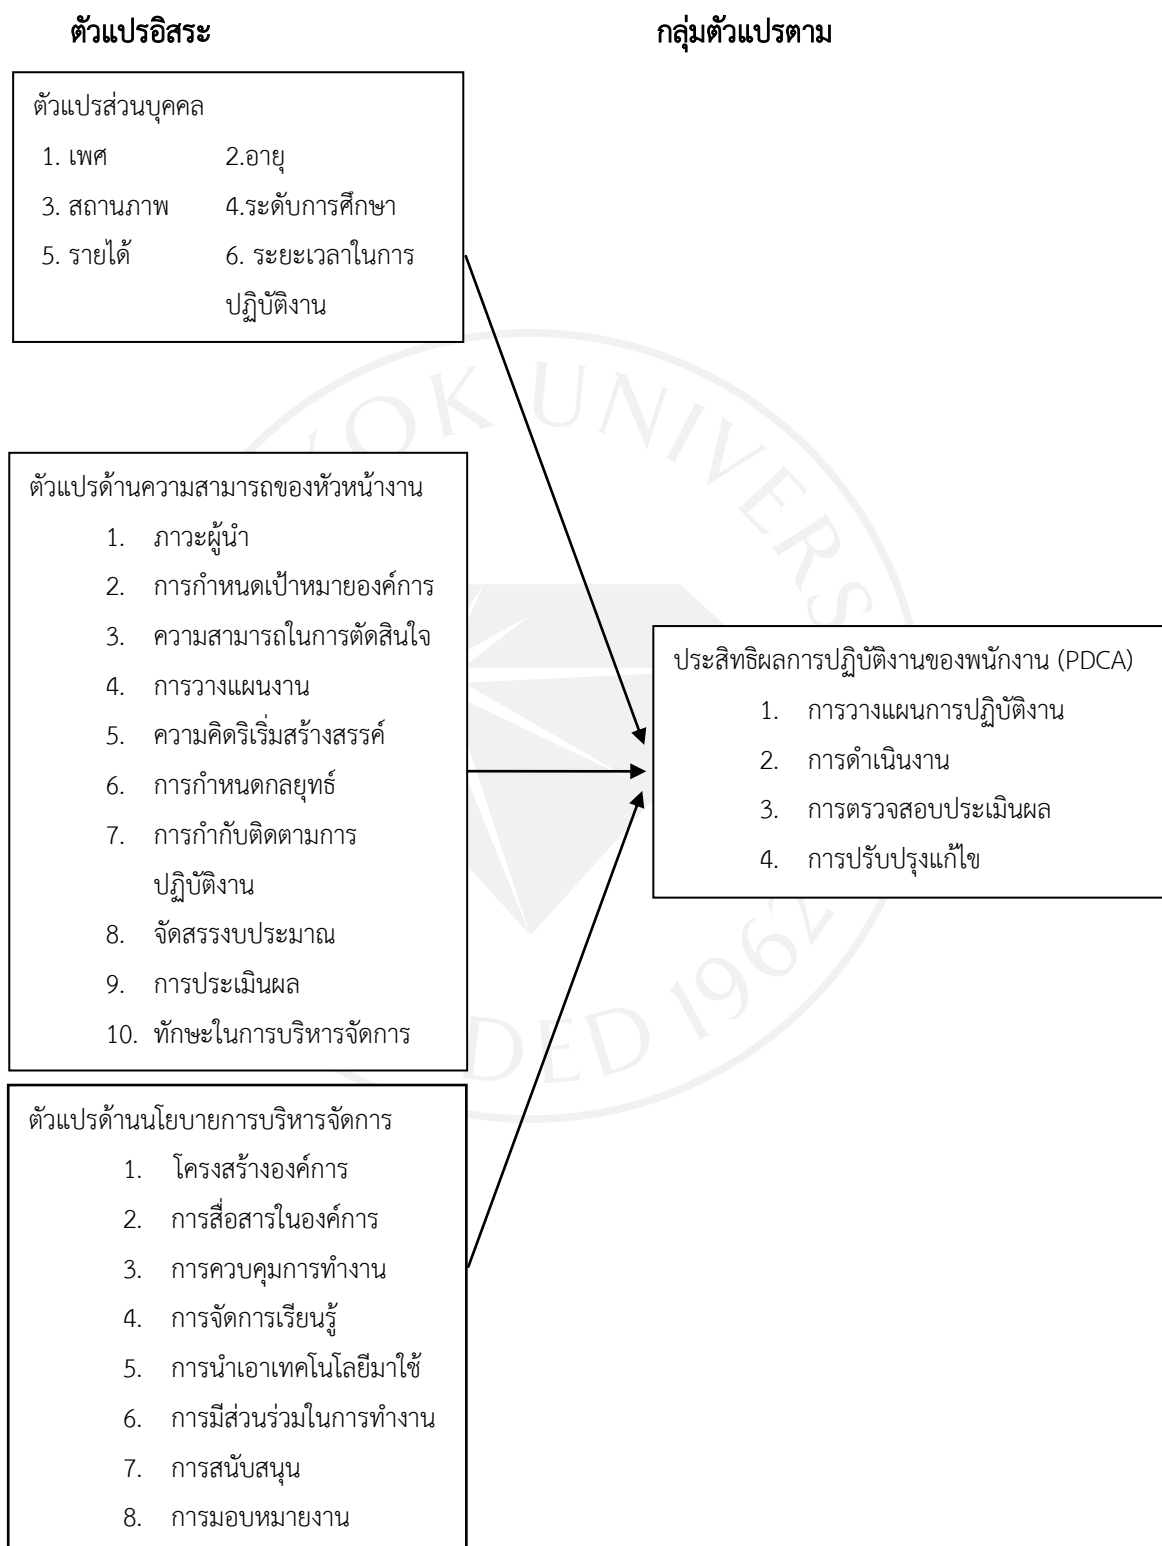 ตัวแปรอิสระ
กลุ่มตัวแปรตาม
ตัวแปรส่วนบุคคล
1. เพศ 2.อายุ
3. สถานภาพ 4.ระดับการศึกษา
5. รายได้ 6. ระยะเวลาในการ
ปฏิบัติงาน
ตัวแปรด้านความสามารถของหัวหน้างาน
1. ภาวะผู้นำ
2. การกำหนดเป้าหมายองค์การ
3. ความสามารถในการตัดสินใจ
4. การวางแผนงาน
5. ความคิดริเริ่มสร้างสรรค์
6. การกำหนดกลยุทธ์
7. การกำกับติดตามการ
ปฏิบัติงาน
8. จัดสรรงบประมาณ
9. การประเมินผล
10. ทักษะในการบริหารจัดการ
ประสิทธิผลการปฏิบัติงานของพนักงาน (PDCA)
1. การวางแผนการปฏิบัติงาน
2. การดำเนินงาน
3. การตรวจสอบประเมินผล
4. การปรับปรุงแก้ไข
ตัวแปรด้านนโยบายการบริหารจัดการ
1. โครงสร้างองค์การ
2. การสื่อสารในองค์การ
3. การควบคุมการทำงาน
4. การจัดการเรียนรู้
5. การนำเอาเทคโนโลยีมาใช้
6. การมีส่วนร่วมในการทำงาน
7. การสนับสนุน
8. การมอบหมายงาน
OK UNIVERS
DED 1962